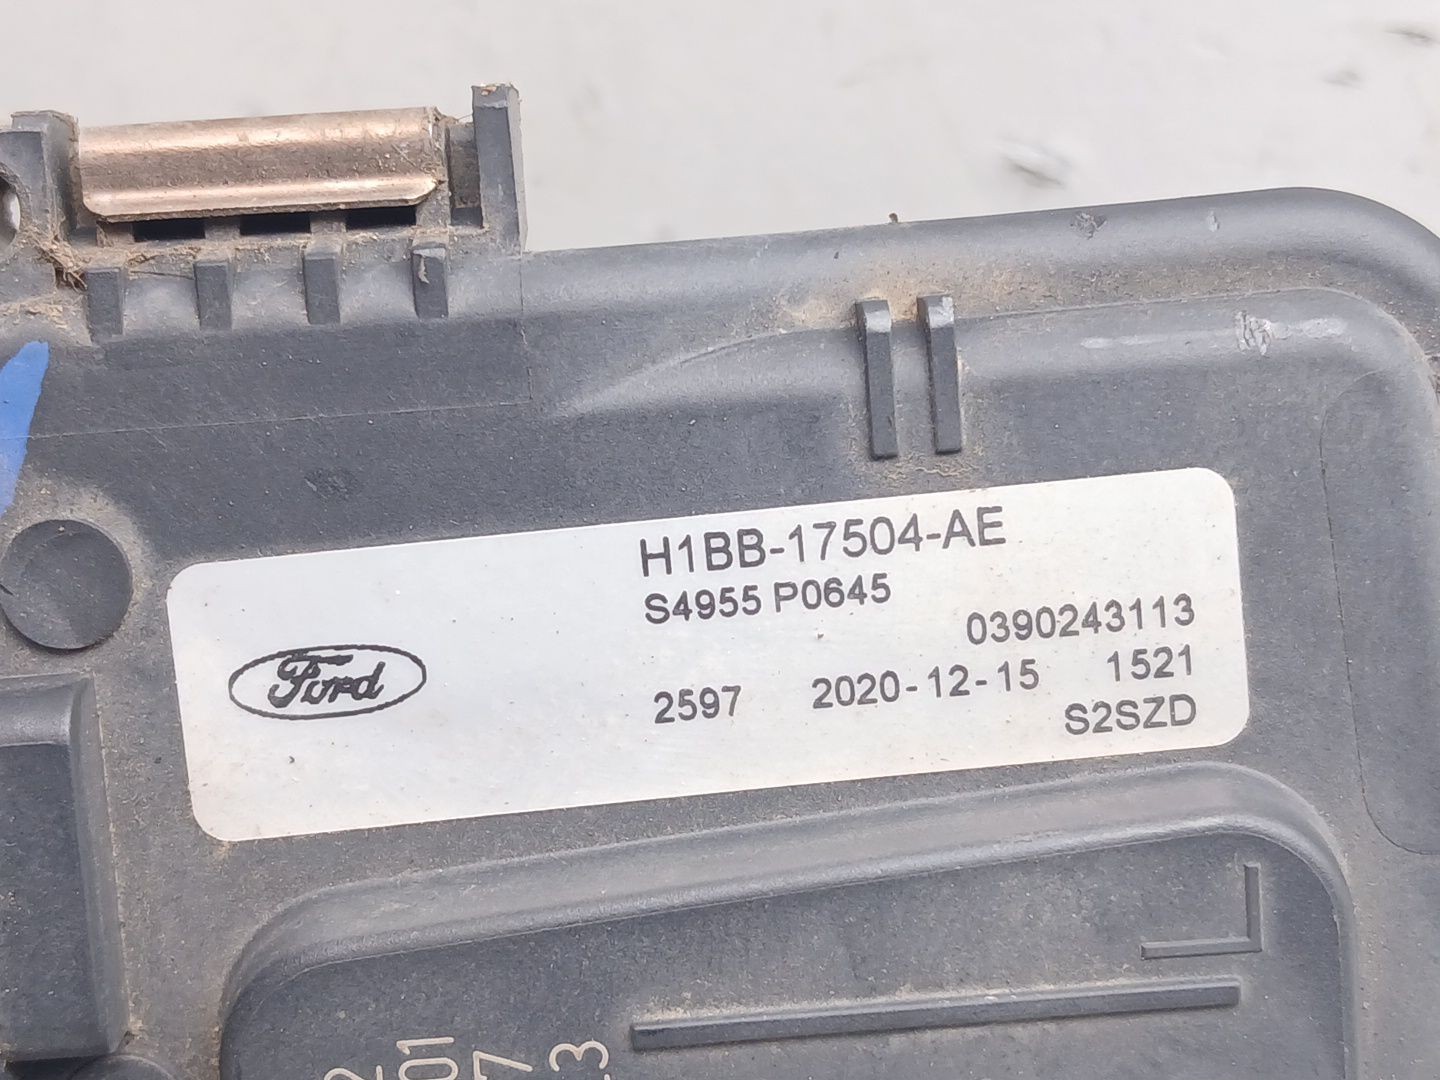 H1BB-17504-AE
S4955 P0645
0390243113
Ford
2597 2020-12-15 1521
S2SZD